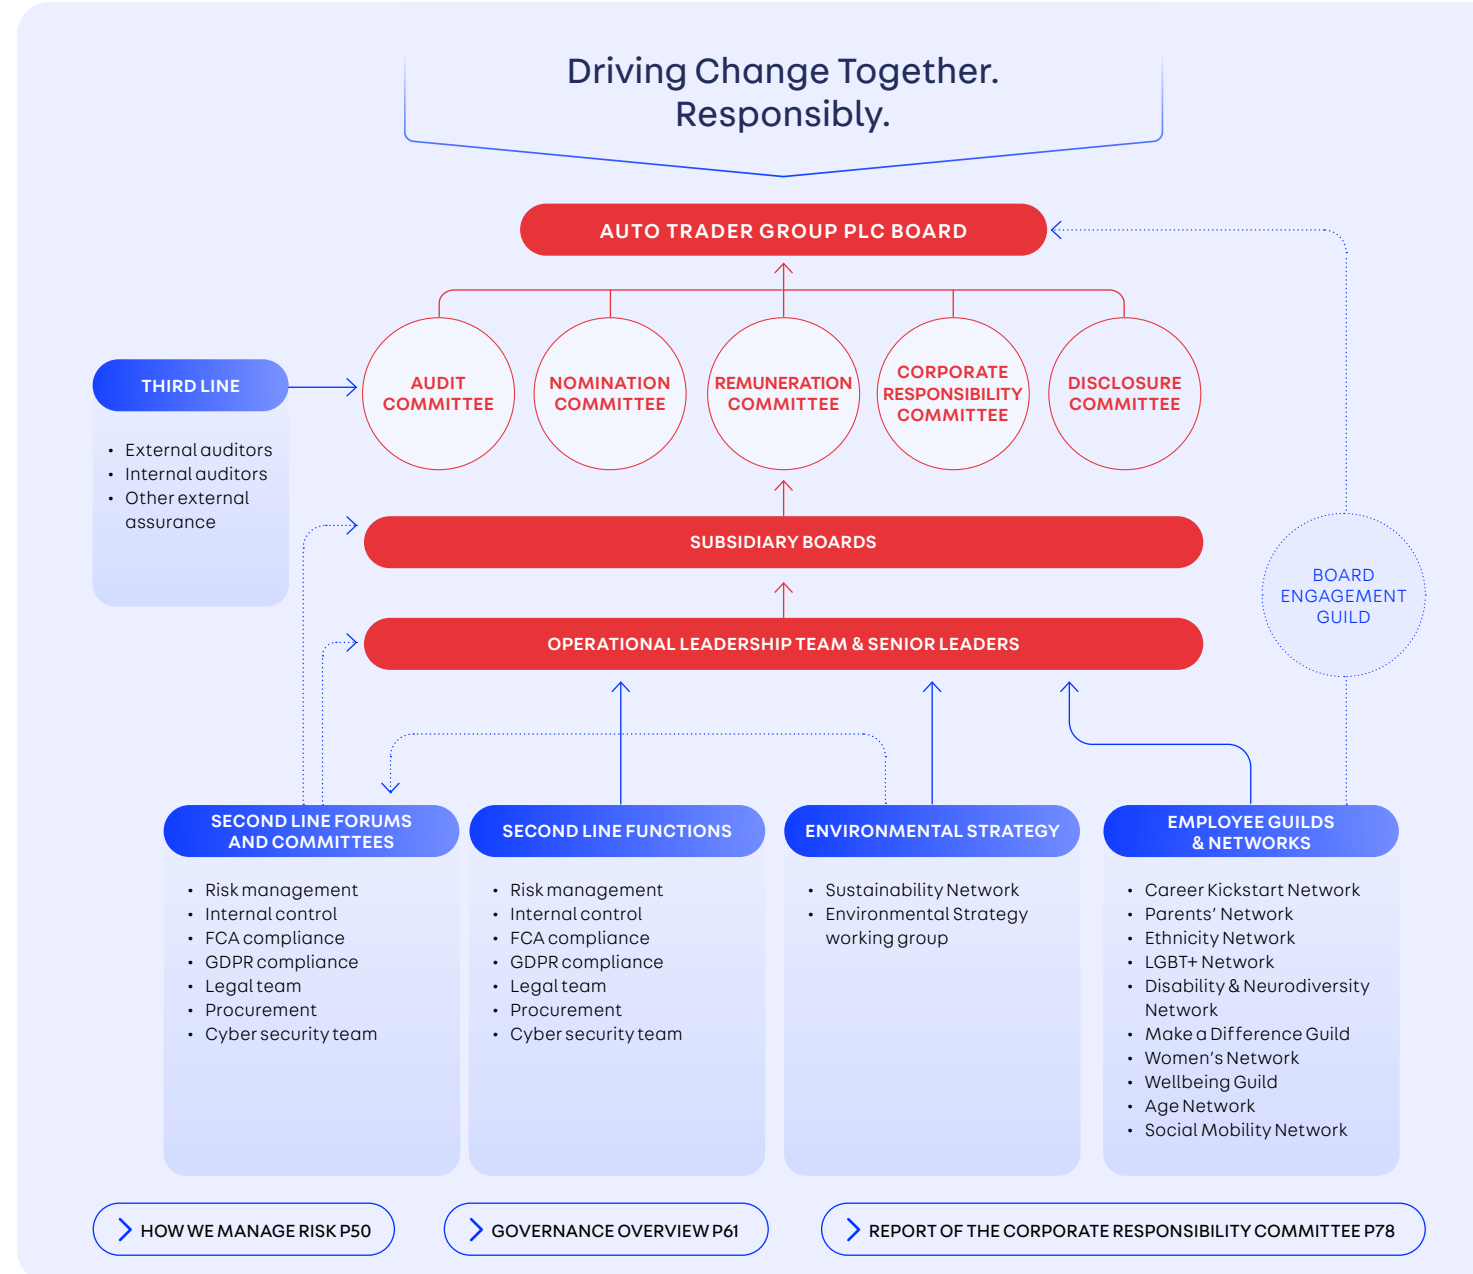 Driving Change Together.
Responsibly.
AUTO TRADER GROUP PLC BOARD
THIRD LINE
• External auditors
• Internal auditors
• Other external
assurance
AUDIT
COMMITTEE
NOMINATION
COMMITTEE
REMUNERATION
COMMITTEE
CORPORATE
RESPONSIBILITY
COMMITTEE
DISCLOSURE
COMMITTEE
SUBSIDIARY BOARDS
OPERATIONAL LEADERSHIP TEAM & SENIOR LEADERS
BOARD
ENGAGEMENT
GUILD
SECOND LINE FORUMS
AND COMMITTEES
• Risk management
• Internal control
• FCA compliance
• GDPR compliance
• Legal team
• Procurement
• Cyber security team
SECOND LINE FUNCTIONS
• Risk management
• Internal control
• FCA compliance
• GDPR compliance
• Legal team
• Procurement
• Cyber security team
ENVIRONMENTAL STRATEGY
• Sustainability Network
• Environmental Strategy
working group
EMPLOYEE GUILDS
& NETWORKS
• Career Kickstart Network
• Parents’ Network
• Ethnicity Network
• LGBT+ Network
• Disability & Neurodiversity
Network
• Make a Difference Guild
• Women’s Network
• Wellbeing Guild
• Age Network
• Social Mobility Network
HOW WE MANAGE RISK P50
GOVERNANCE OVERVIEW P61
REPORT OF THE CORPORATE RESPONSIBILITY COMMITTEE P78